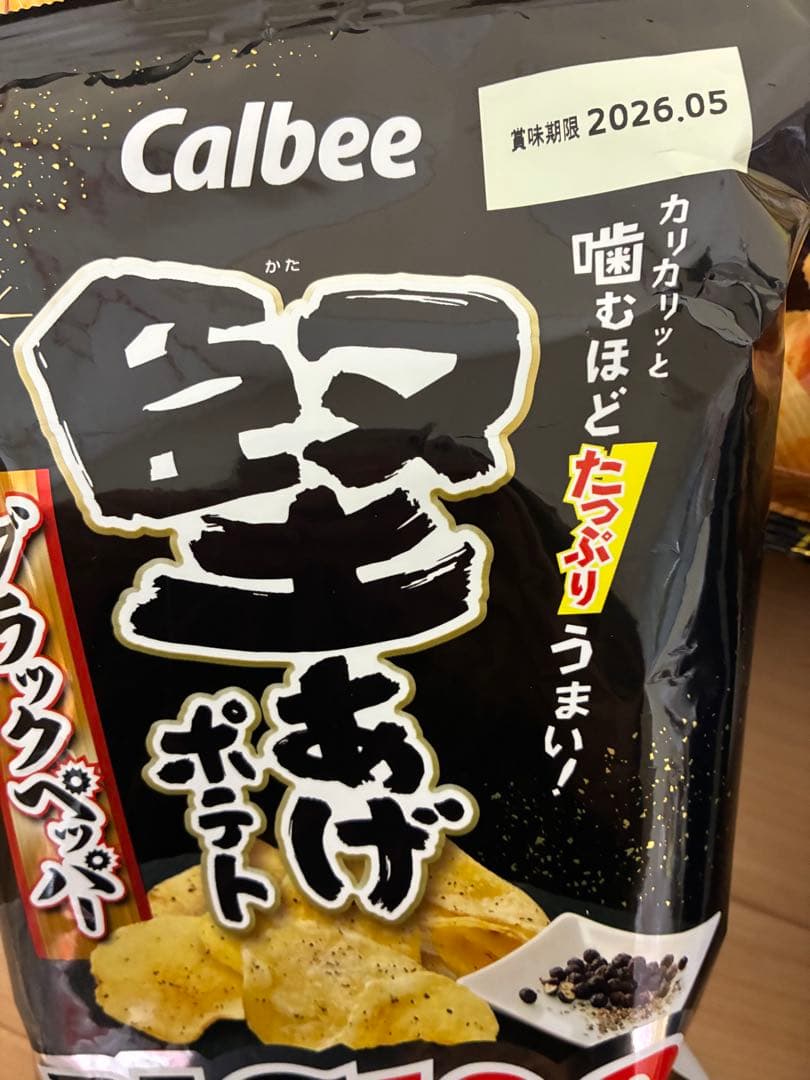 Calbee
賞味期限 2026.05
カリカリッと
噛むほどたっぷりうまい!
かた
堅
あげ
ポテト
ブラックペッパー